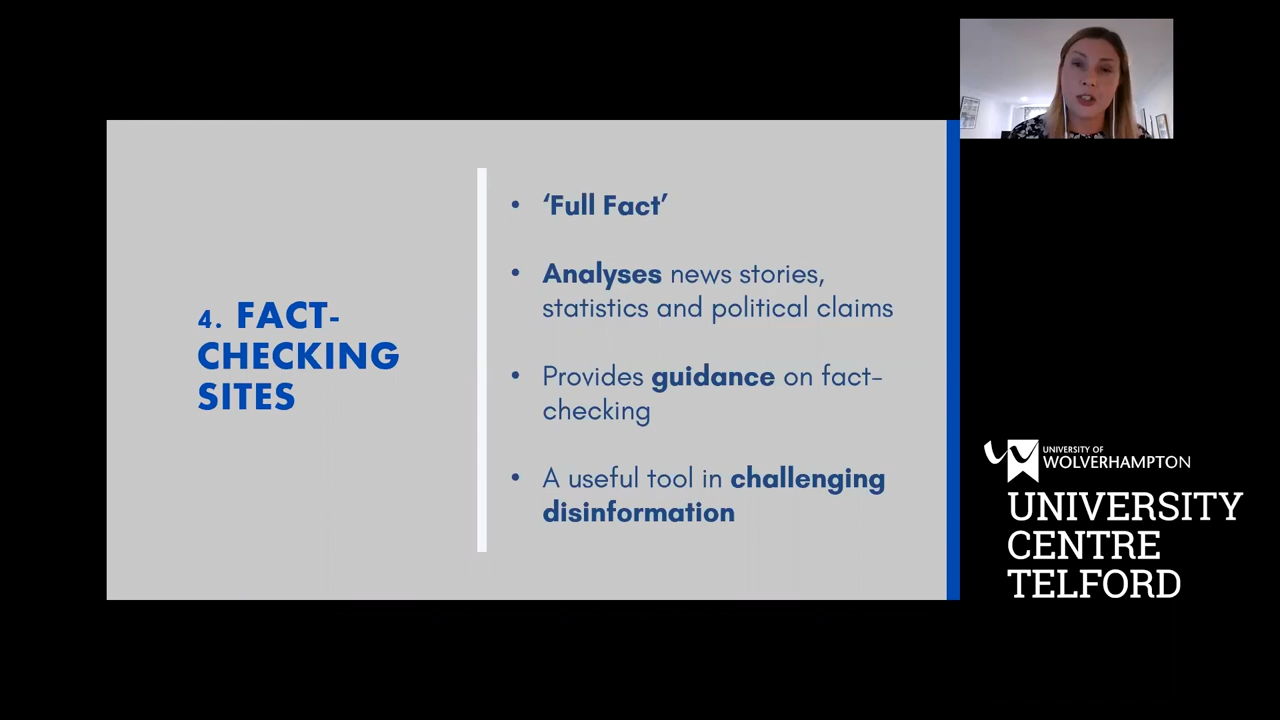 4. FACT-
CHECKING
SITES
• ‘Full Fact’
• Analyses news stories,
statistics and political claims
• Provides guidance on fact-
checking
• A useful tool in challenging
disinformation
UNIVERSITY OF
WOLVERHAMPTON
UNIVERSITY
CENTRE
TELFORD